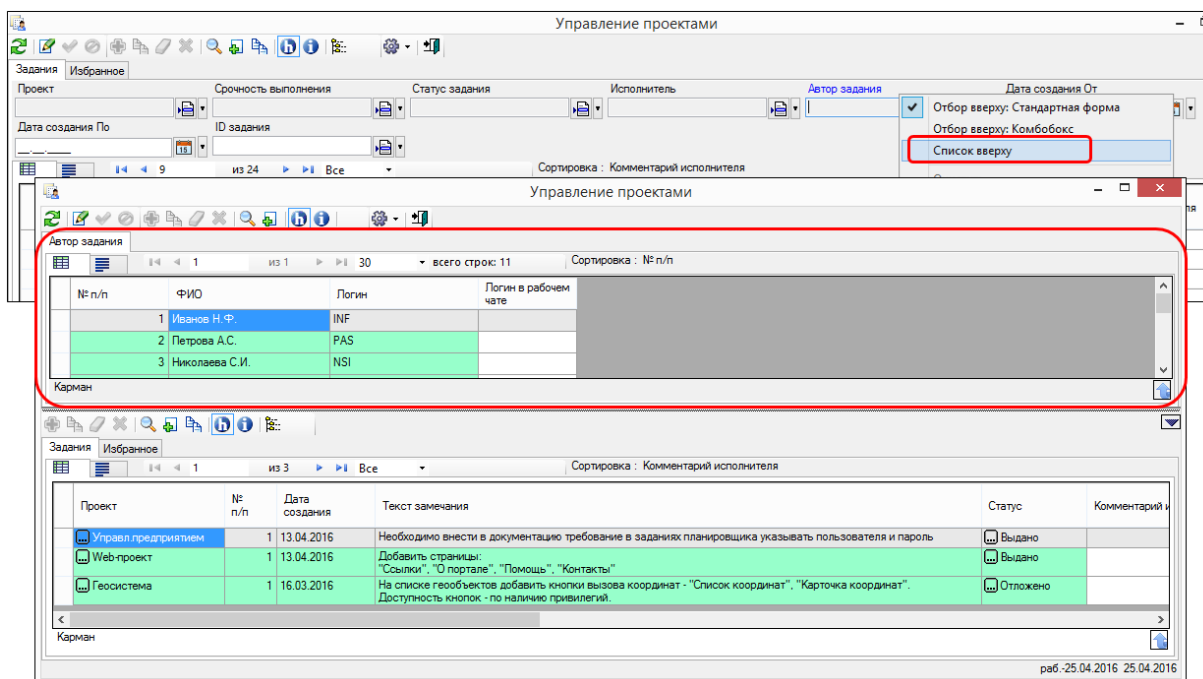 Управление проектами
Задания Избранное
Проект Срочность выполнения Статус задания Исполнитель Автор задания Дата создания От
Отбор вверху: Стандартная форма
Дата создания По ID задания
Отбор вверху: Комбобокс
__.__.____ 15
Список вверху
9 из 24 Все Сортировка : Комментарий исполнителя
Управление проектами
Автор задания
1 из 1 30 всего строк: 11 Сортировка : № п/п
№ п/п ФИО Логин Логин в рабочем
чате
1 Иванов Н.Ф. INF
2 Петрова А.С. PAS
3 Николаева С.И. NSI
Карман
Задания Избранное
1 из 3 Все Сортировка : Комментарий исполнителя
Проект № п/п Дата создания Текст замечания Статус Комментарий и
Управл.предприятием 1 13.04.2016 Необходимо внести в документацию требование в заданиях планировщика указывать пользователя и пароль Выдано
Web-проект 1 13.04.2016 Добавить страницы: Выдано
"Ссылки", "О портале", "Помощь", "Контакты"
Геосистема 1 16.03.2016 На списке геообъектов добавить кнопки вызова координат - "Список координат", "Карточка координат". Отложено
Доступность кнопок - по наличию привилегий.
Карман
раб.-25.04.2016 25.04.2016